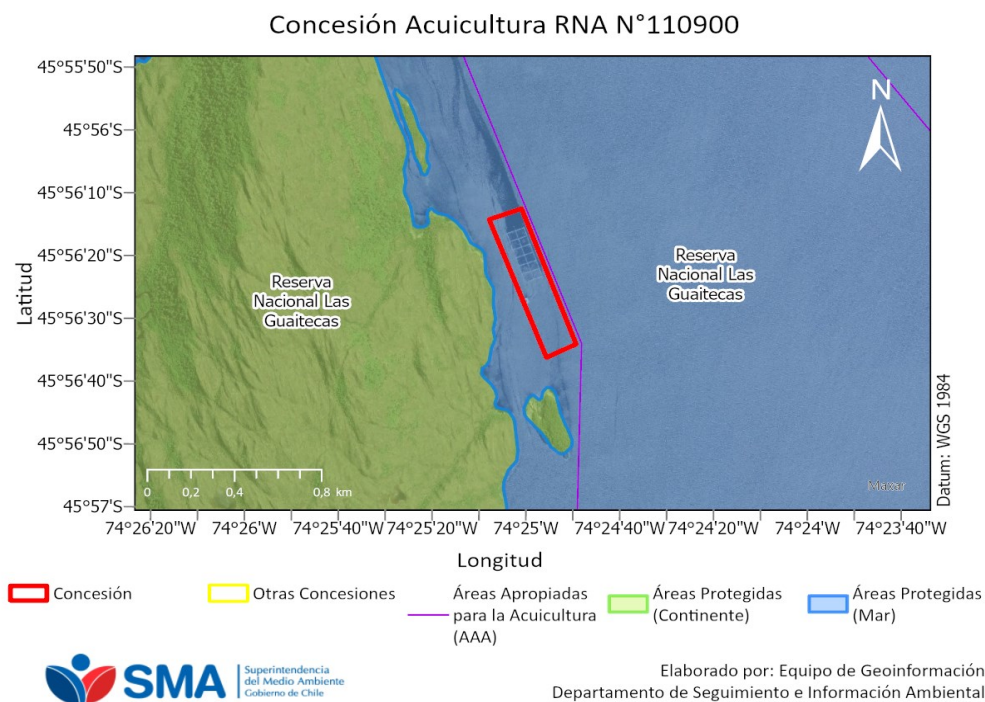 Concesión Acuicultura RNA N°110900
45°55'50"S
45°56'S
45°56'10"S
45°56'20"S
45°56'30"S
45°56'40"S
45°56'50"S
45°57'S
Latitud
N
Reserva
Nacional Las
Guaitecas
Reserva
Nacional Las
Guaitecas
0 0,2 0,4 0,8 km
Maxar
Datum: WGS 1984
74°26'20"W 74°26'W 74°25'40"W 74°25'20"W 74°25'W 74°24'40"W 74°24'20"W 74°24'W 74°23'40"W
Longitud
Concesión
Otras Concesiones
Áreas Apropiadas
para la Acuicultura
(AAA)
Áreas Protegidas
(Continente)
Áreas Protegidas
(Mar)
SMA
Superintendencia
del Medio Ambiente
Gobierno de Chile
Elaborado por: Equipo de Geoinformación
Departamento de Seguimiento e Información Ambiental